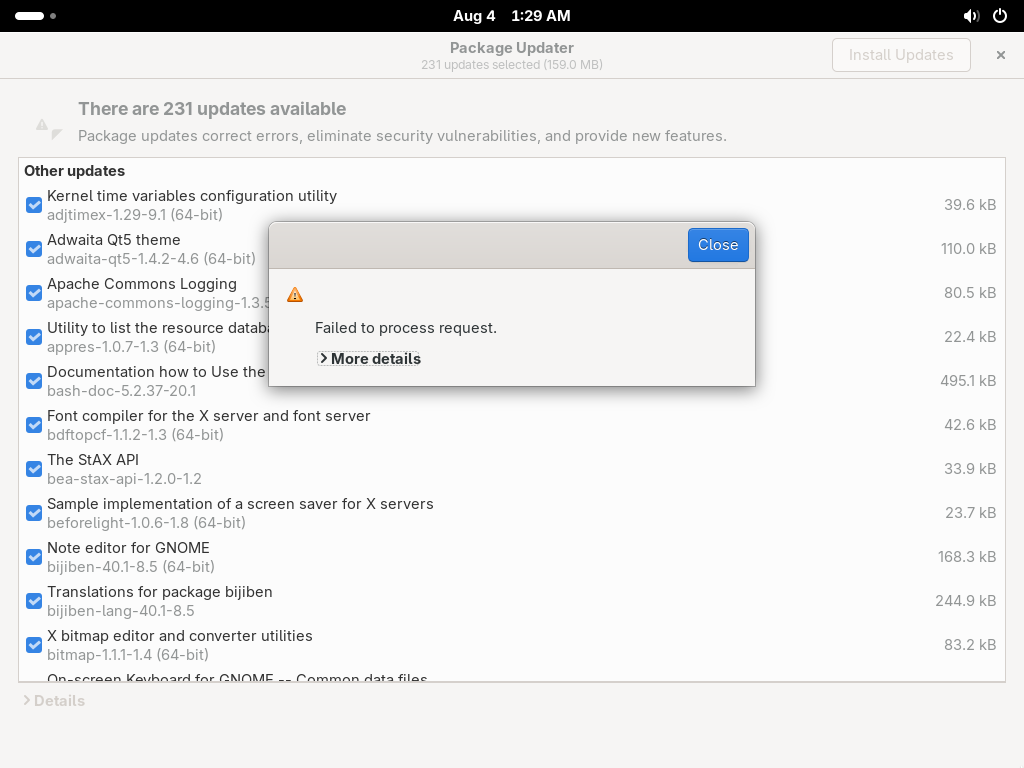 Aug 4 1:29 AM
Package Updater
231 updates selected (159.0 MB)
Install Updates
There are 231 updates available
Package updates correct errors, eliminate security vulnerabilities, and provide new features.
Other updates
Kernel time variables configuration utility
adjtimex-1.29-9.1 (64-bit)
39.6 kB
Adwaita Qt5 theme
adwaita-qt5-1.4.2-4.6 (64-bit)
110.0 kB
Apache Commons Logging
apache-commons-logging-1.3.5
80.5 kB
Utility to list the resource
appres-1.0.7-1.3 (64-bit)
22.4 kB
Documentation how to Use the
bash-doc-5.2.37-20.1
495.1 kB
Close
Failed to process request.
More details
Font compiler for the X server and font server
bdftopcf-1.1.2-1.3 (64-bit)
42.6 kB
The StAX API
bea-stax-api-1.2.0-1.2
33.9 kB
Sample implementation of a screen saver for X servers
beforelight-1.0.6-1.8 (64-bit)
23.7 kB
Note editor for GNOME
bijiben-40.1-8.5 (64-bit)
168.3 kB
Translations for package bijiben
bijiben-lang-40.1-8.5
244.9 kB
X bitmap editor and converter utilities
bitmap-1.1.1-1.4 (64-bit)
83.2 kB
On-screen Keyboard for GNOME -- Common data files
Details